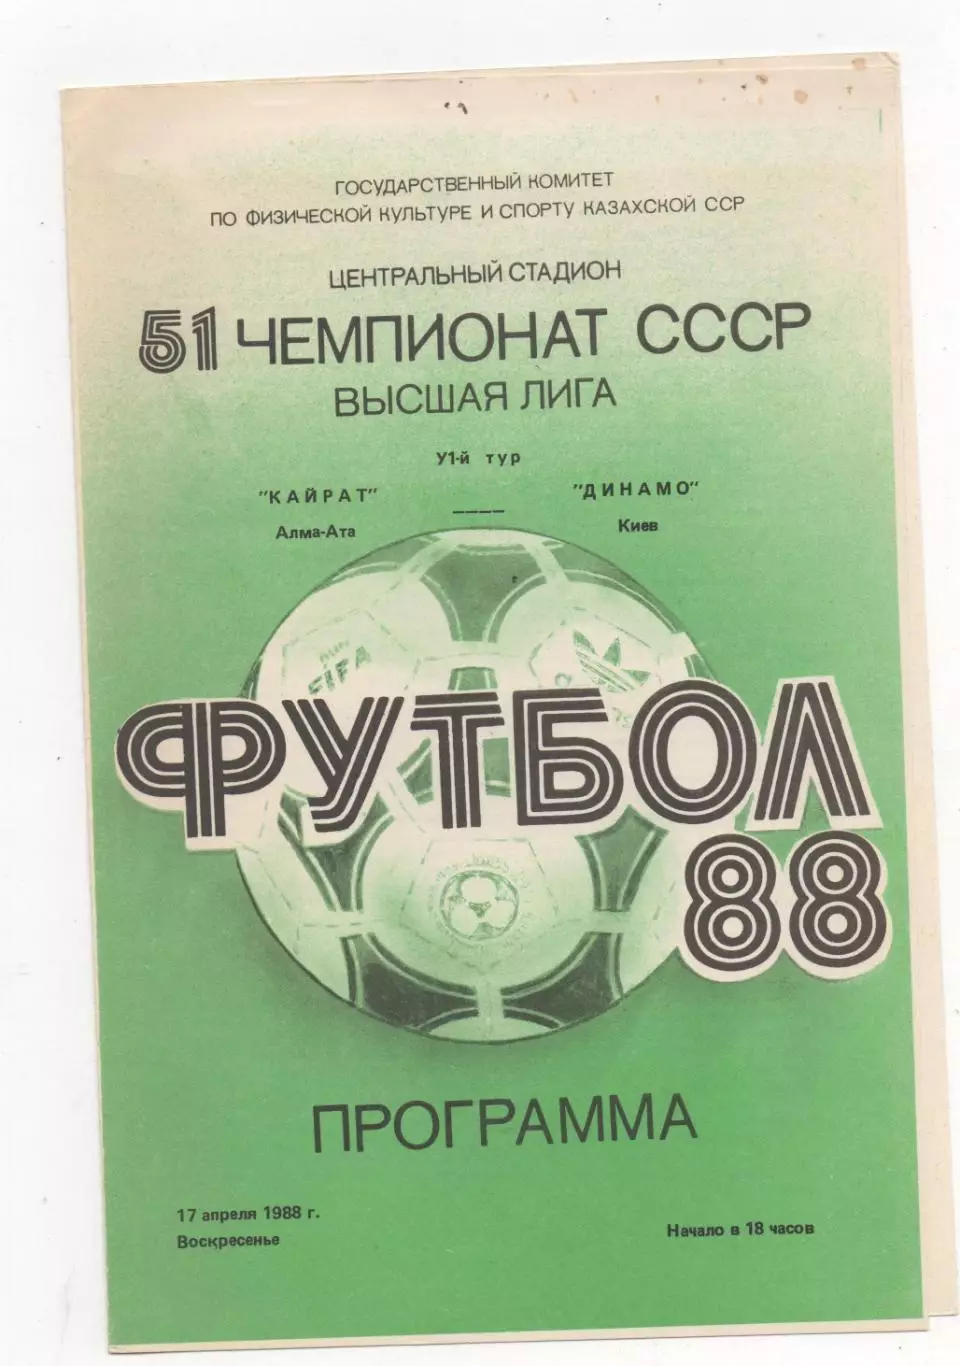 ГОСУДАРСТВЕННЫЙ КОМИТЕТ
ПО ФИЗИЧЕСКОЙ КУЛЬТУРЕ И СПОРТУ КАЗАХСКОЙ ССР
ЦЕНТРАЛЬНЫЙ СТАДИОН
51 ЧЕМПИОНАТ СССР
ВЫСШАЯ ЛИГА
У1-й тур
"КАЙРАТ" ---- "ДИНАМО"
Алма-Ата Киев
FIFA
ФУТБОЛ
88
ПРОГРАММА
17 апреля 1988 г.
Воскресенье
Начало в 18 часов